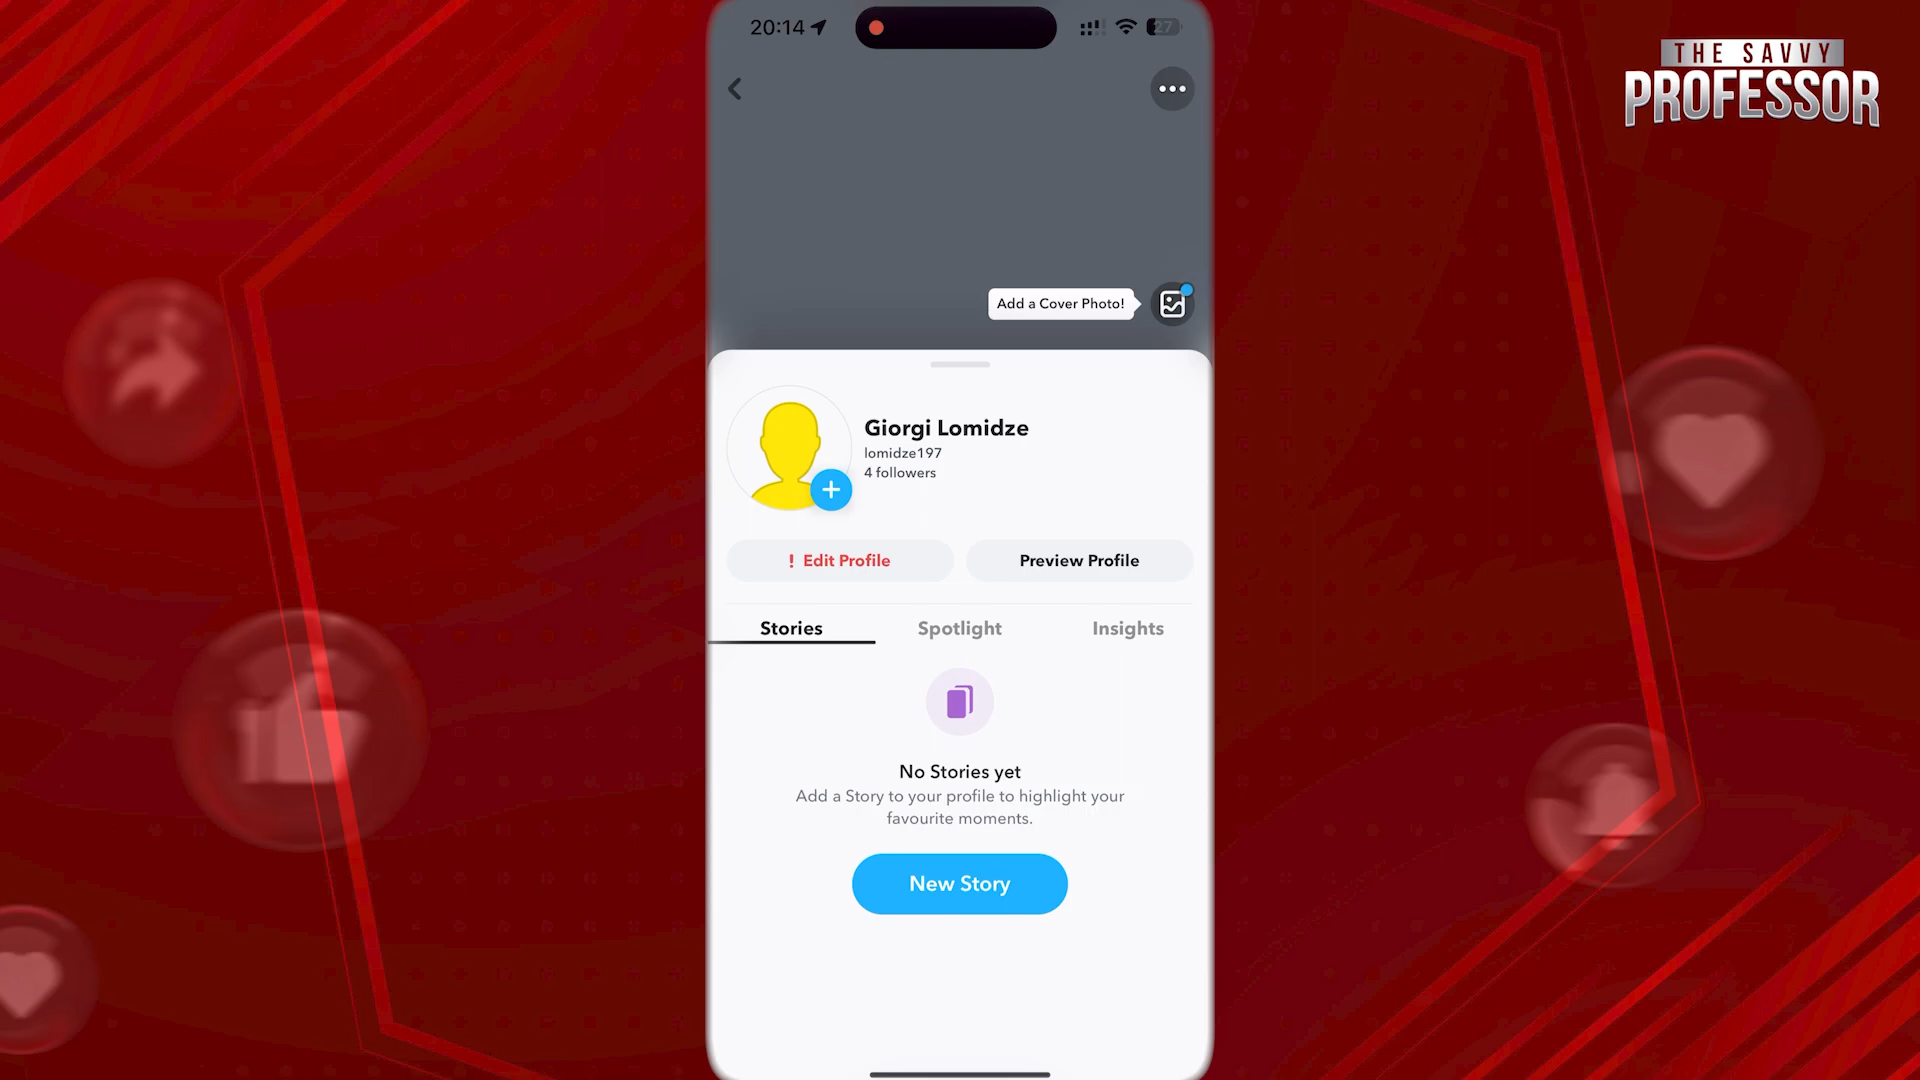 20:14
27
THE SAVVY
PROFESSOR
Add a Cover Photo!
Giorgi Lomidze
lomidze197
4 followers
! Edit Profile
Preview Profile
Stories
Spotlight
Insights
No Stories yet
Add a Story to your profile to highlight your
favourite moments.
New Story